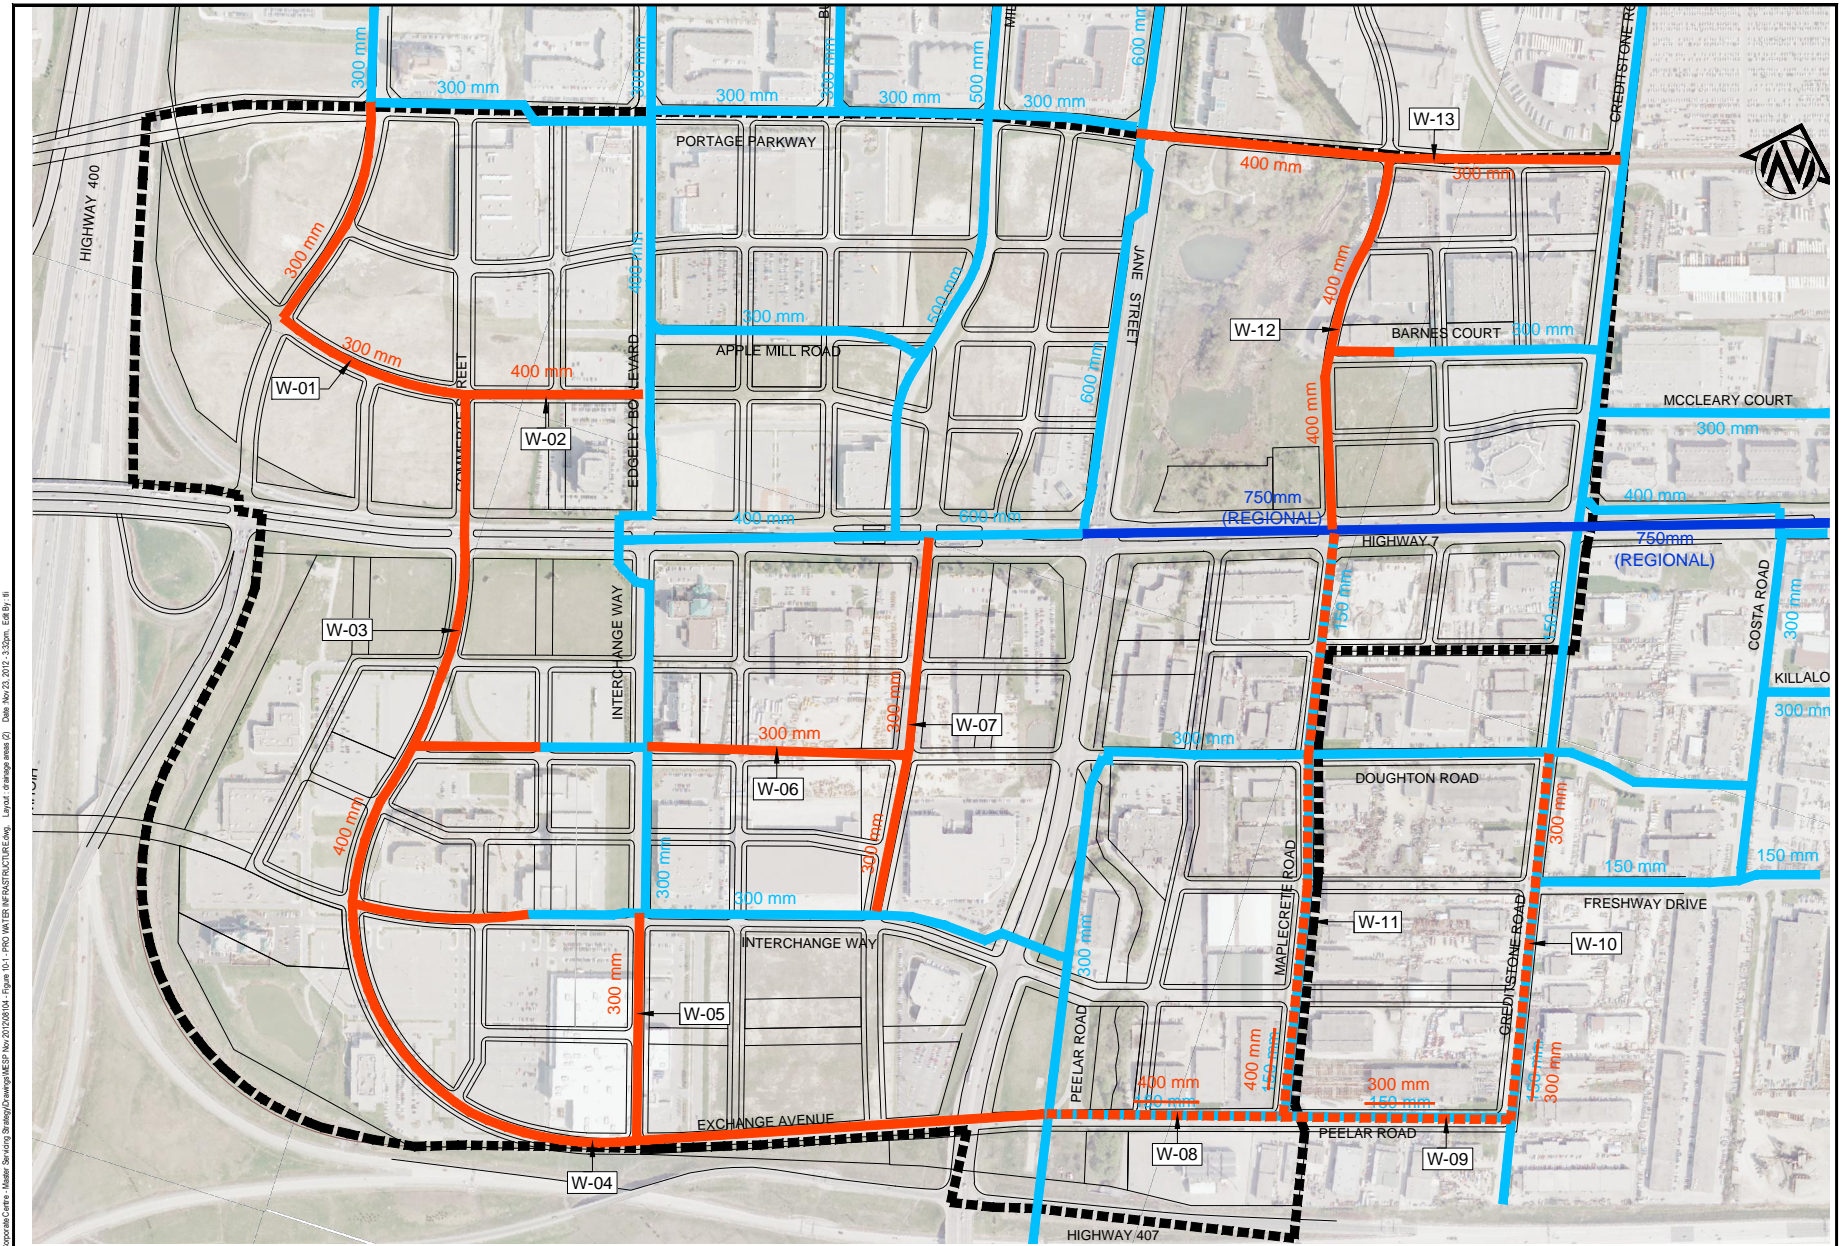 300 mm
300 mm
300 mm
300 mm
300 mm
300 mm
500 mm
300 mm
600 mm
CREDITSTONE RO
W-13
PORTAGE PARKWAY
400 mm
300 mm
HIGHWAY 400
300 mm
400 mm
500 mm
JANE STREET
400 mm
300 mm
W-12
BARNES COURT
300 mm
APPLE MILL ROAD
300 mm
W-01
400 mm
W-02
EDGELEY BOULEVARD
600 mm
400 mm
MCCLEARY COURT
300 mm
750mm
(REGIONAL)
400 mm
400 mm
600 mm
HIGHWAY 7
750mm
(REGIONAL)
W-03
INTERCHANGE WAY
150 mm
150 mm
COSTA ROAD
300 mm
KILLALO
300 mm
300 mm
W-07
300 mm
W-06
300 mm
DOUGHTON ROAD
400 mm
300 mm
300 mm
300 mm
150 mm
150 mm
MAPLECRETE ROAD
FRESHWAY DRIVE
300 mm
INTERCHANGE WAY
W-11
CREDITSTONE ROAD
W-10
300 mm
300 mm
W-05
PEELAR ROAD
400 mm
150 mm
400 mm
300 mm
150 mm
300 mm
EXCHANGE AVENUE
PEELAR ROAD
W-08
W-09
W-04
HIGHWAY 407